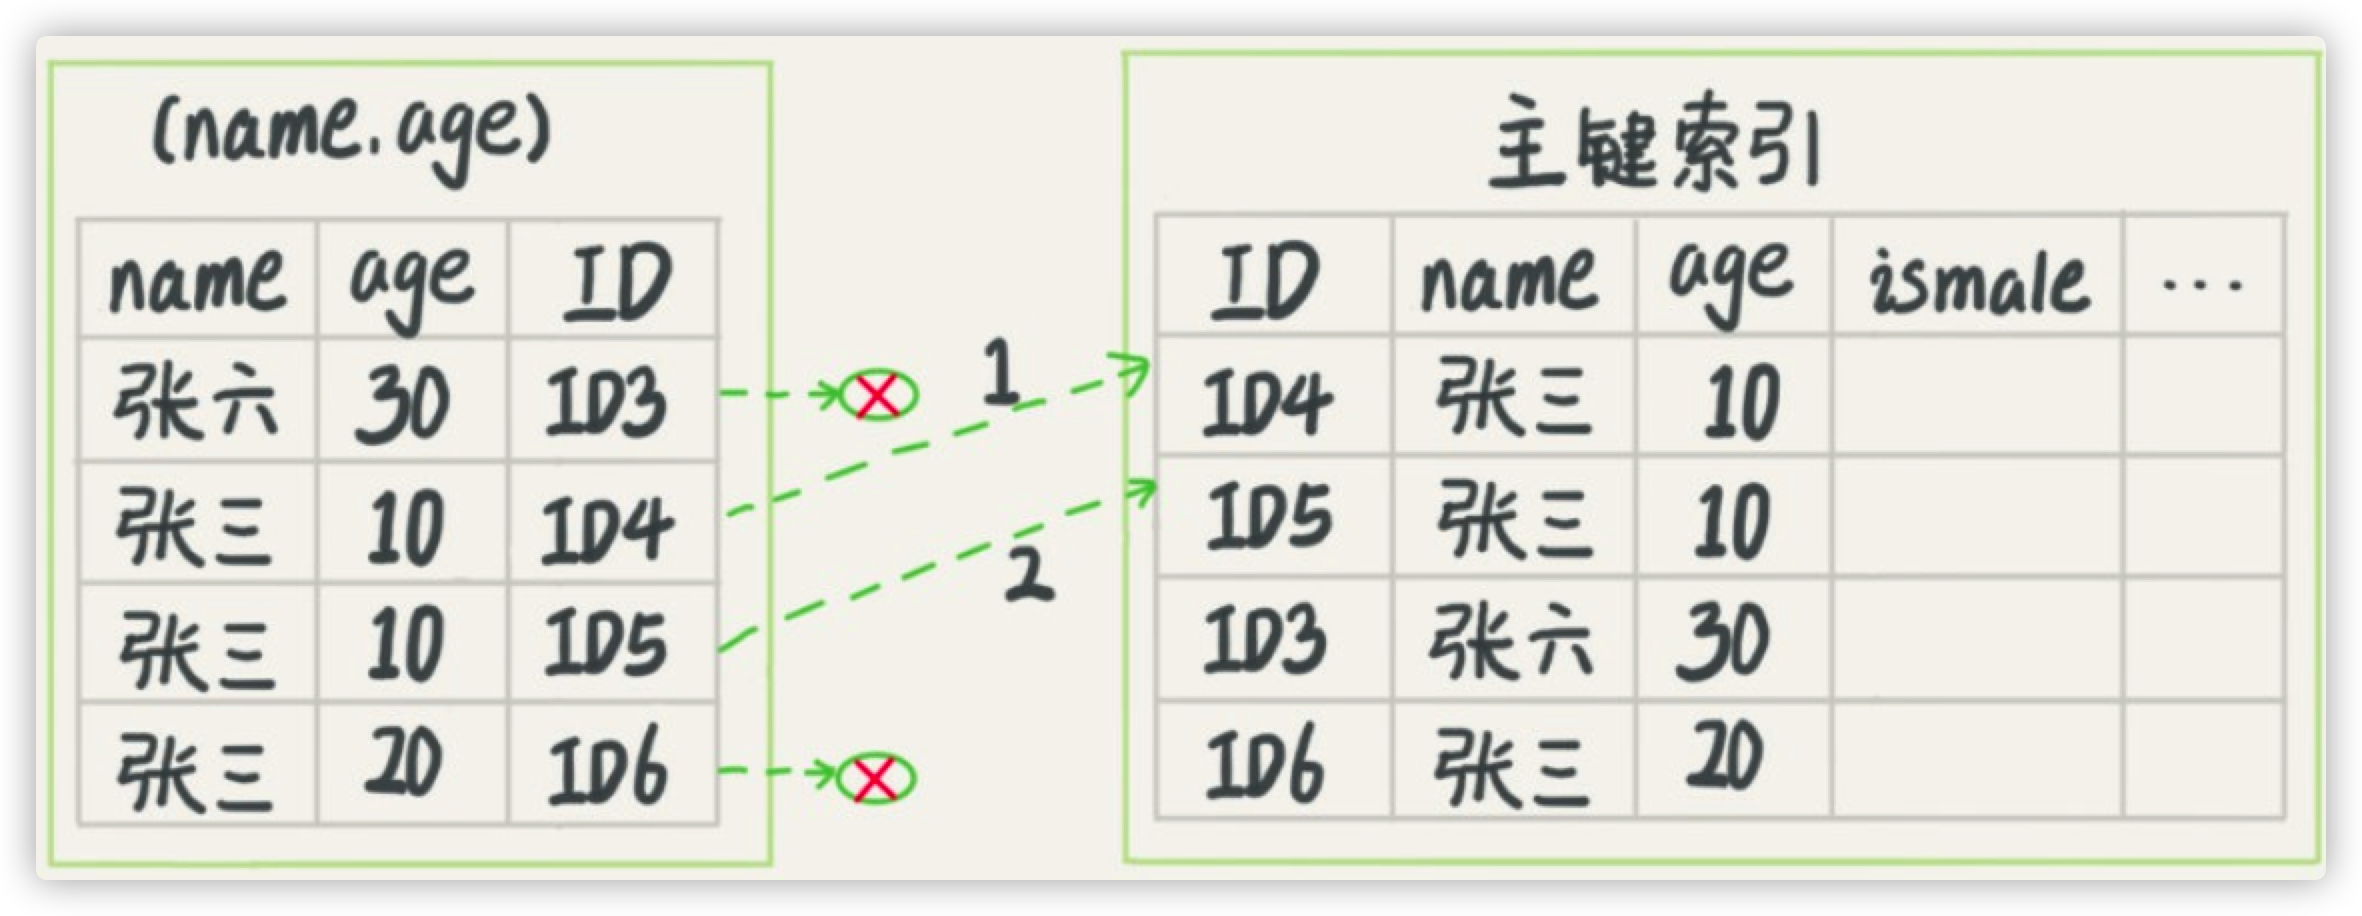 (name.age)
name age ID
张六 30 ID3
张三 10 ID4
张三 10 ID5
张三 20 ID6
1
2
主键索引
ID name age ismale ...
ID4 张三 10
ID5 张三 10
ID3 张六 30
ID6 张三 20